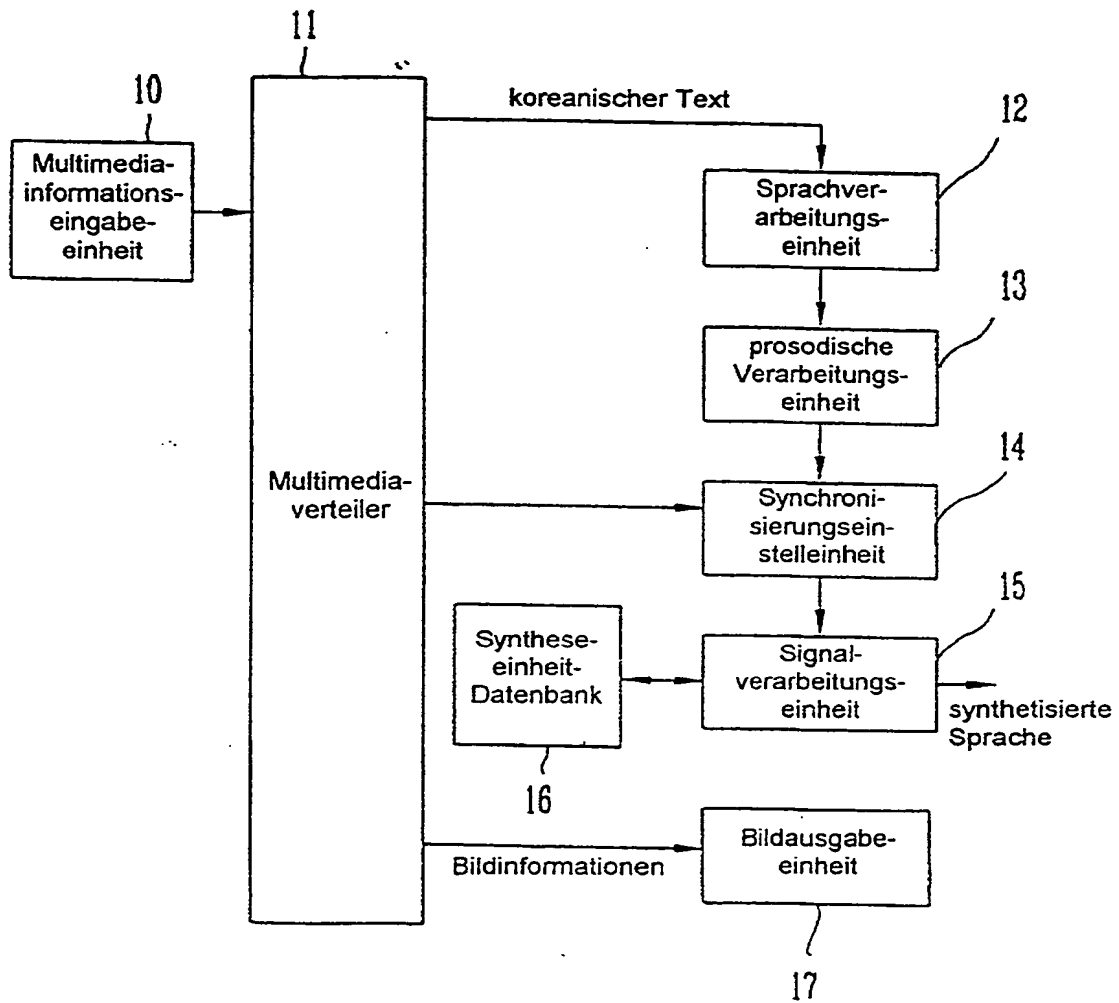 11
10
koreanischer Text
12
Multimedia-
informations-
eingabe-
einheit
Sprachver-
arbeitungs-
einheit
13
prosodische
Verarbeitungs-
einheit
14
Multimedia-
verteiler
Synchroni-
sierungsein-
stelleinheit
15
Synthese-
einheit-
Datenbank
Signal-
verarbeitungs-
einheit
synthetisierte
Sprache
16
Bildinformationen
Bildausgabe-
einheit
17